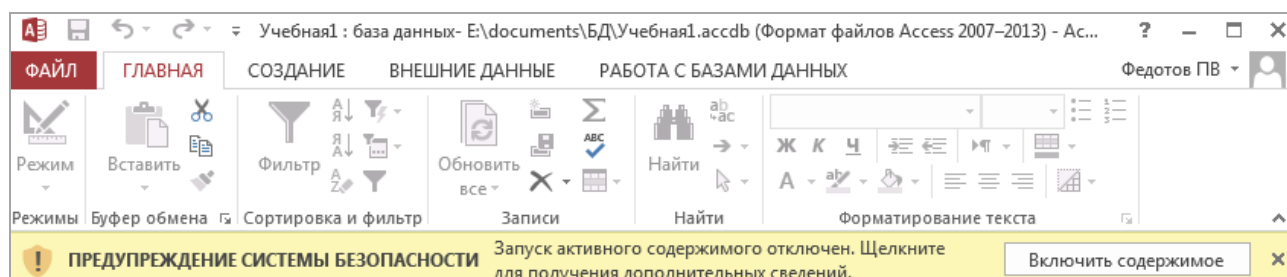 Учебная1 : база данных- E:\documents\БД\Учебная1.accdb (Формат файлов Access 2007–2013) - Ac... ?
ФАЙЛ ГЛАВНАЯ СОЗДАНИЕ ВНЕШНИЕ ДАННЫЕ РАБОТА С БАЗАМИ ДАННЫХ Федотов ПВ
Режим Вставить Фильтр Обновить все Найти
Ж К Ч
Режимы Буфер обмена Сортировка и фильтр Записи Найти Форматирование текста
ПРЕДУПРЕЖДЕНИЕ СИСТЕМЫ БЕЗОПАСНОСТИ Запуск активного содержимого отключен. Щелкните
для получения дополнительных сведений. Включить содержимое